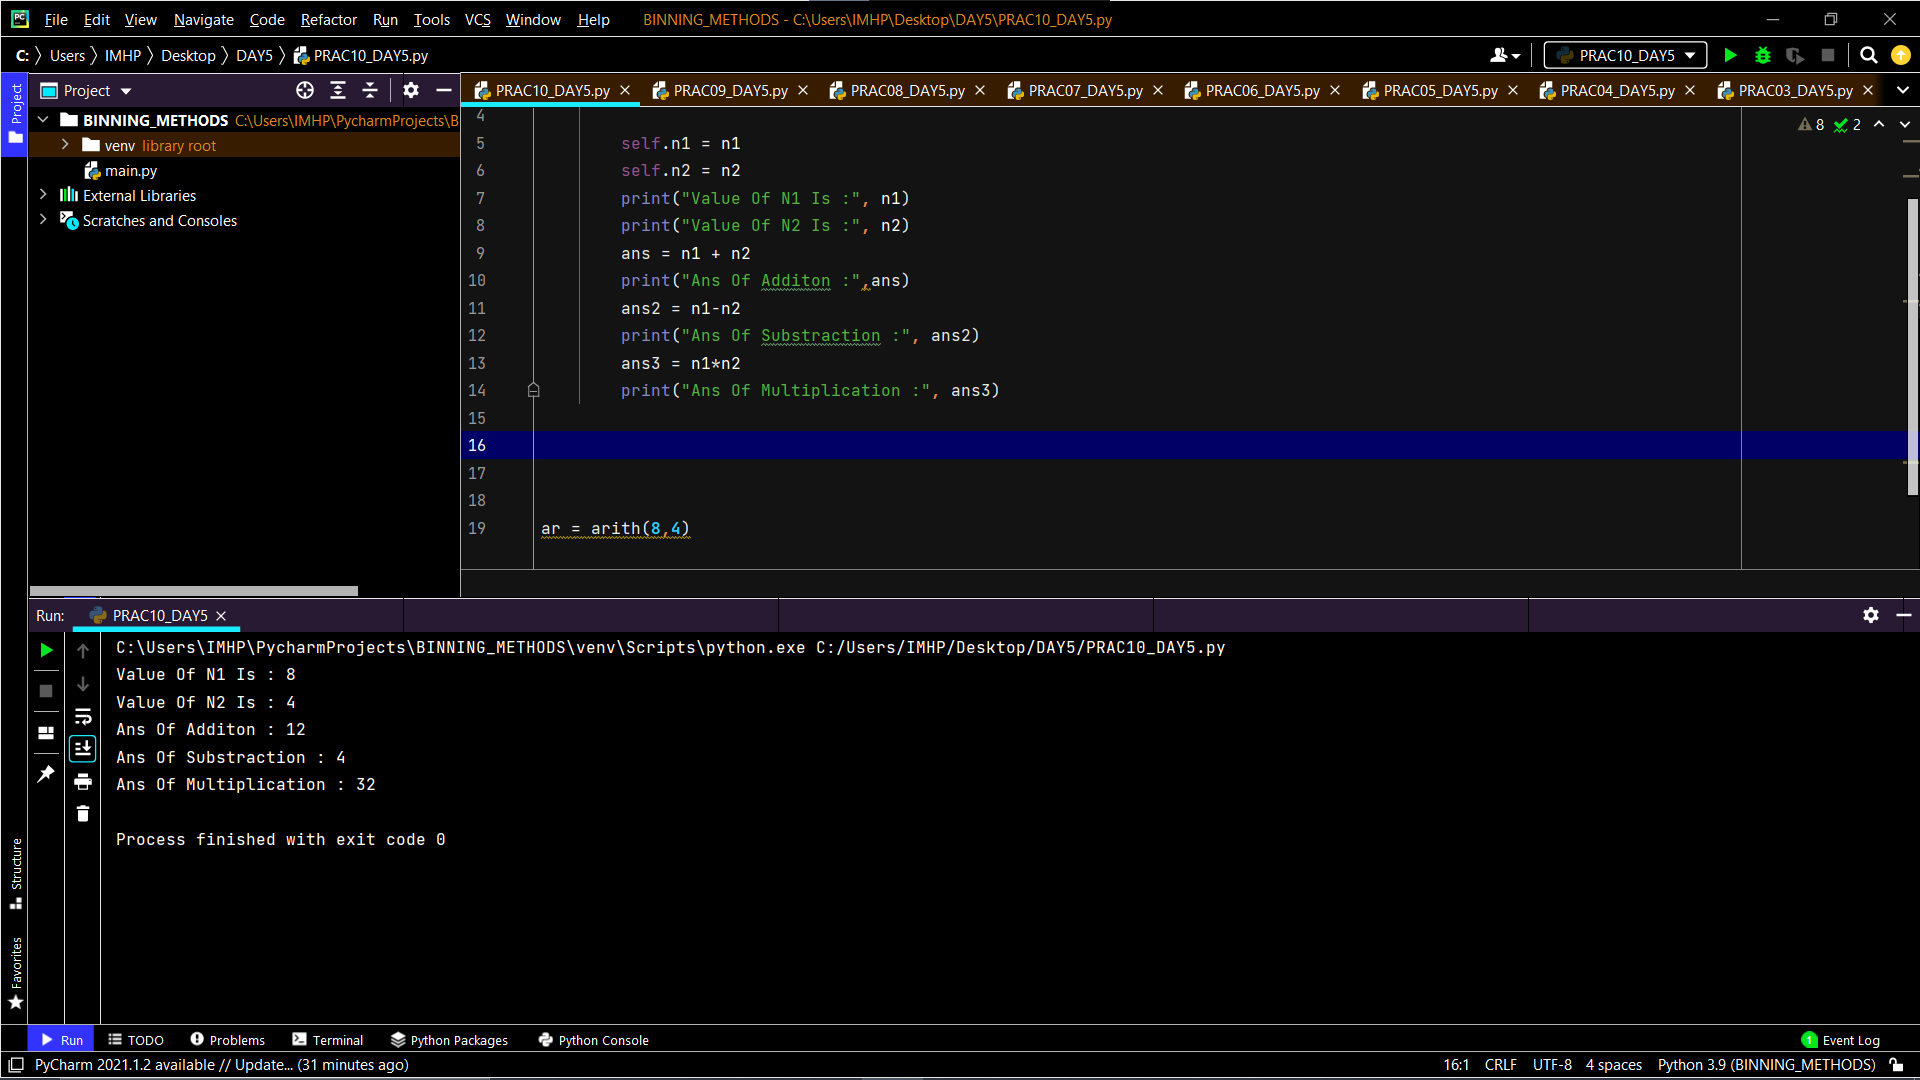 File Edit View Navigate Code Refactor Run Tools VCS Window Help BINNING_METHODS - C:\Users\IMHP\Desktop\DAY5\PRAC10_DAY5.py
C: Users IMHP Desktop DAY5 PRAC10_DAY5.py PRAC10_DAY5
Project
PRAC10_DAY5.py PRAC09_DAY5.py PRAC08_DAY5.py PRAC07_DAY5.py PRAC06_DAY5.py PRAC05_DAY5.py PRAC04_DAY5.py PRAC03_DAY5.py
Project
BINNING_METHODS C:\Users\IMHP\PycharmProjects\B
venv library root
main.py
External Libraries
Scratches and Consoles
8 2
4
5 self.n1 = n1
6 self.n2 = n2
7 print("Value Of N1 Is :", n1)
8 print("Value Of N2 Is :", n2)
9 ans = n1 + n2
10 print("Ans Of Additon :",ans)
11 ans2 = n1-n2
12 print("Ans Of Substraction :", ans2)
13 ans3 = n1*n2
14 print("Ans Of Multiplication :", ans3)
15
16
17
18
19 ar = arith(8,4)
Run: PRAC10_DAY5
C:\Users\IMHP\PycharmProjects\BINNING_METHODS\venv\Scripts\python.exe C:/Users/IMHP/Desktop/DAY5/PRAC10_DAY5.py
Value Of N1 Is : 8
Value Of N2 Is : 4
Ans Of Additon : 12
Ans Of Substraction : 4
Ans Of Multiplication : 32
Process finished with exit code 0
Structure
Favorites
Run TODO Problems Terminal Python Packages Python Console 1 Event Log
PyCharm 2021.1.2 available // Update... (31 minutes ago) 16:1 CRLF UTF-8 4 spaces Python 3.9 (BINNING_METHODS)